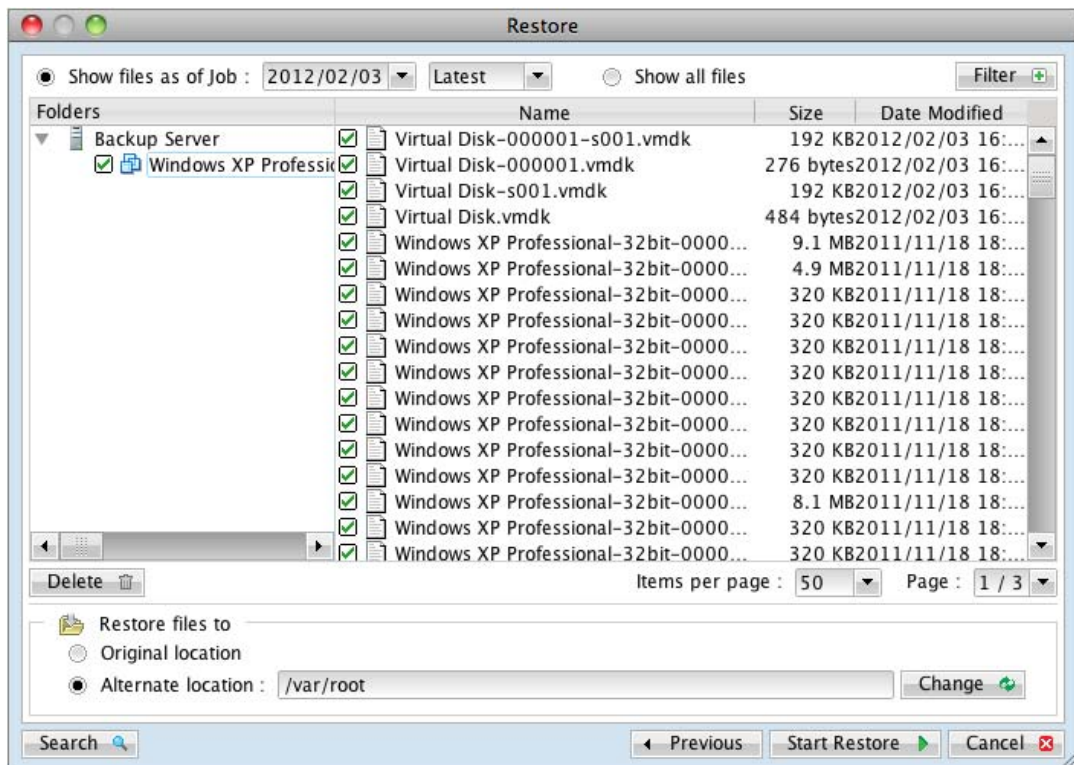 Restore
Show files as of Job : 2012/02/03 Latest Show all files Filter
Folders Name Size Date Modified
Backup Server
Windows XP Professio
Virtual Disk-000001-s001.vmdk 192 KB 2012/02/03 16:...
Virtual Disk-000001.vmdk 276 bytes 2012/02/03 16:...
Virtual Disk-s001.vmdk 192 KB 2012/02/03 16:...
Virtual Disk.vmdk 484 bytes 2012/02/03 16:...
Windows XP Professional-32bit-0000... 9.1 MB 2011/11/18 18:...
Windows XP Professional-32bit-0000... 4.9 MB 2011/11/18 18:...
Windows XP Professional-32bit-0000... 320 KB 2011/11/18 18:...
Windows XP Professional-32bit-0000... 320 KB 2011/11/18 18:...
Windows XP Professional-32bit-0000... 320 KB 2011/11/18 18:...
Windows XP Professional-32bit-0000... 320 KB 2011/11/18 18:...
Windows XP Professional-32bit-0000... 320 KB 2011/11/18 18:...
Windows XP Professional-32bit-0000... 320 KB 2011/11/18 18:...
Windows XP Professional-32bit-0000... 320 KB 2011/11/18 18:...
Windows XP Professional-32bit-0000... 320 KB 2011/11/18 18:...
Windows XP Professional-32bit-0000... 8.1 MB 2011/11/18 18:...
Windows XP Professional-32bit-0000... 320 KB 2011/11/18 18:...
Windows XP Professional-32bit-0000... 320 KB 2011/11/18 18:...
Delete Items per page : 50 Page : 1 / 3
Restore files to
Original location
Alternate location : /var/root Change
Search Previous Start Restore Cancel